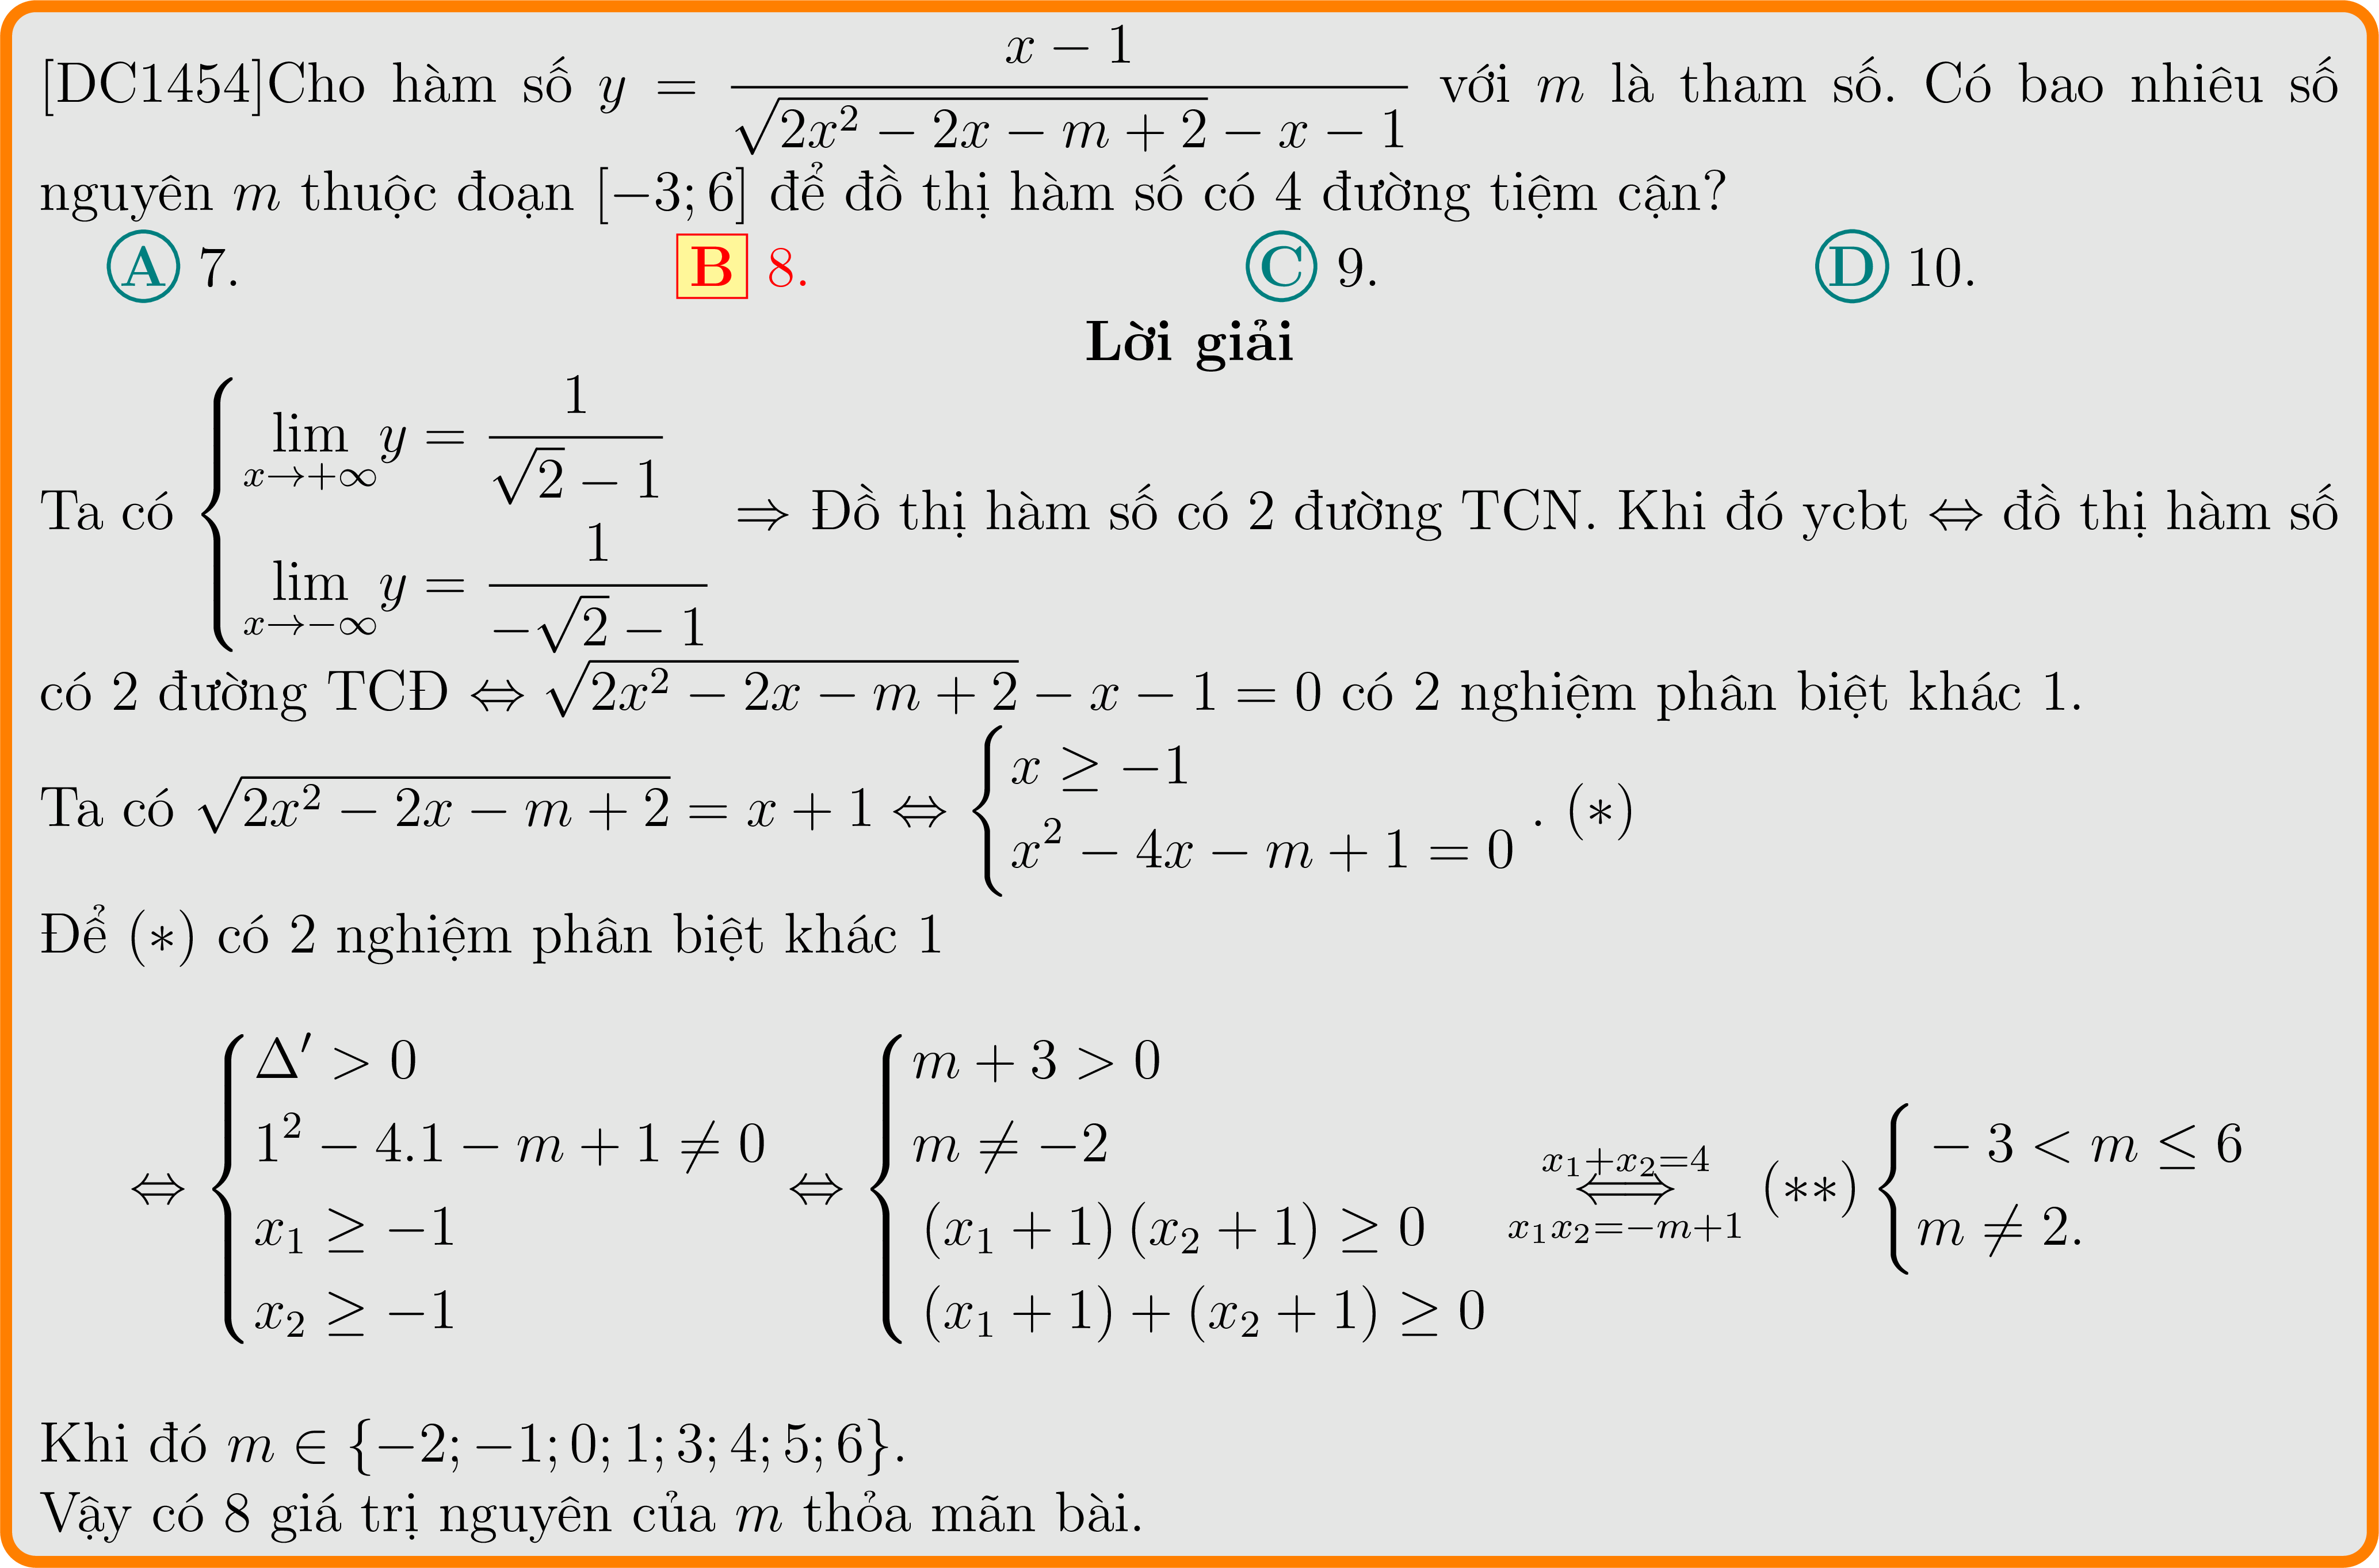 [DC1454]Cho hàm số $y = \dfrac{x-1}{\sqrt{2x^2-2x-m+2}-x-1}$ với $m$ là tham số. Có bao nhiêu số
nguyên $m$ thuộc đoạn $[-3; 6]$ để đồ thị hàm số có 4 đường tiệm cận?
A 7. B 8. C 9. D 10.
Lời giải
Ta có $\begin{cases} \lim\limits_{x\to+\infty} y = \dfrac{1}{\sqrt{2}-1} \\ \lim\limits_{x\to-\infty} y = \dfrac{1}{-\sqrt{2}-1} \end{cases}$ ⇒ Đồ thị hàm số có 2 đường TCN. Khi đó ycbt ⇔ đồ thị hàm số
có 2 đường TCĐ ⇔ $\sqrt{2x^2-2x-m+2}-x-1=0$ có 2 nghiệm phân biệt khác 1.
Ta có $\sqrt{2x^2-2x-m+2} = x+1 \Leftrightarrow \begin{cases} x \geq -1 \\ x^2-4x-m+1=0 \end{cases}$. (∗)
Để (∗) có 2 nghiệm phân biệt khác 1
$\Leftrightarrow \begin{cases} \Delta' > 0 \\ 1^2-4.1-m+1 \neq 0 \\ x_1 \geq -1 \\ x_2 \geq -1 \end{cases} \Leftrightarrow \begin{cases} m+3>0 \\ m \neq -2 \\ (x_1+1)(x_2+1) \geq 0 \\ (x_1+1)+(x_2+1) \geq 0 \end{cases} \underset{x_1x_2=-m+1}{\overset{x_1+x_2=4}{\Longleftrightarrow}} (**) \begin{cases} -3 < m \leq 6 \\ m \neq 2. \end{cases}$
Khi đó $m \in \{-2; -1; 0; 1; 3; 4; 5; 6\}$.
Vậy có 8 giá trị nguyên của $m$ thỏa mãn bài.